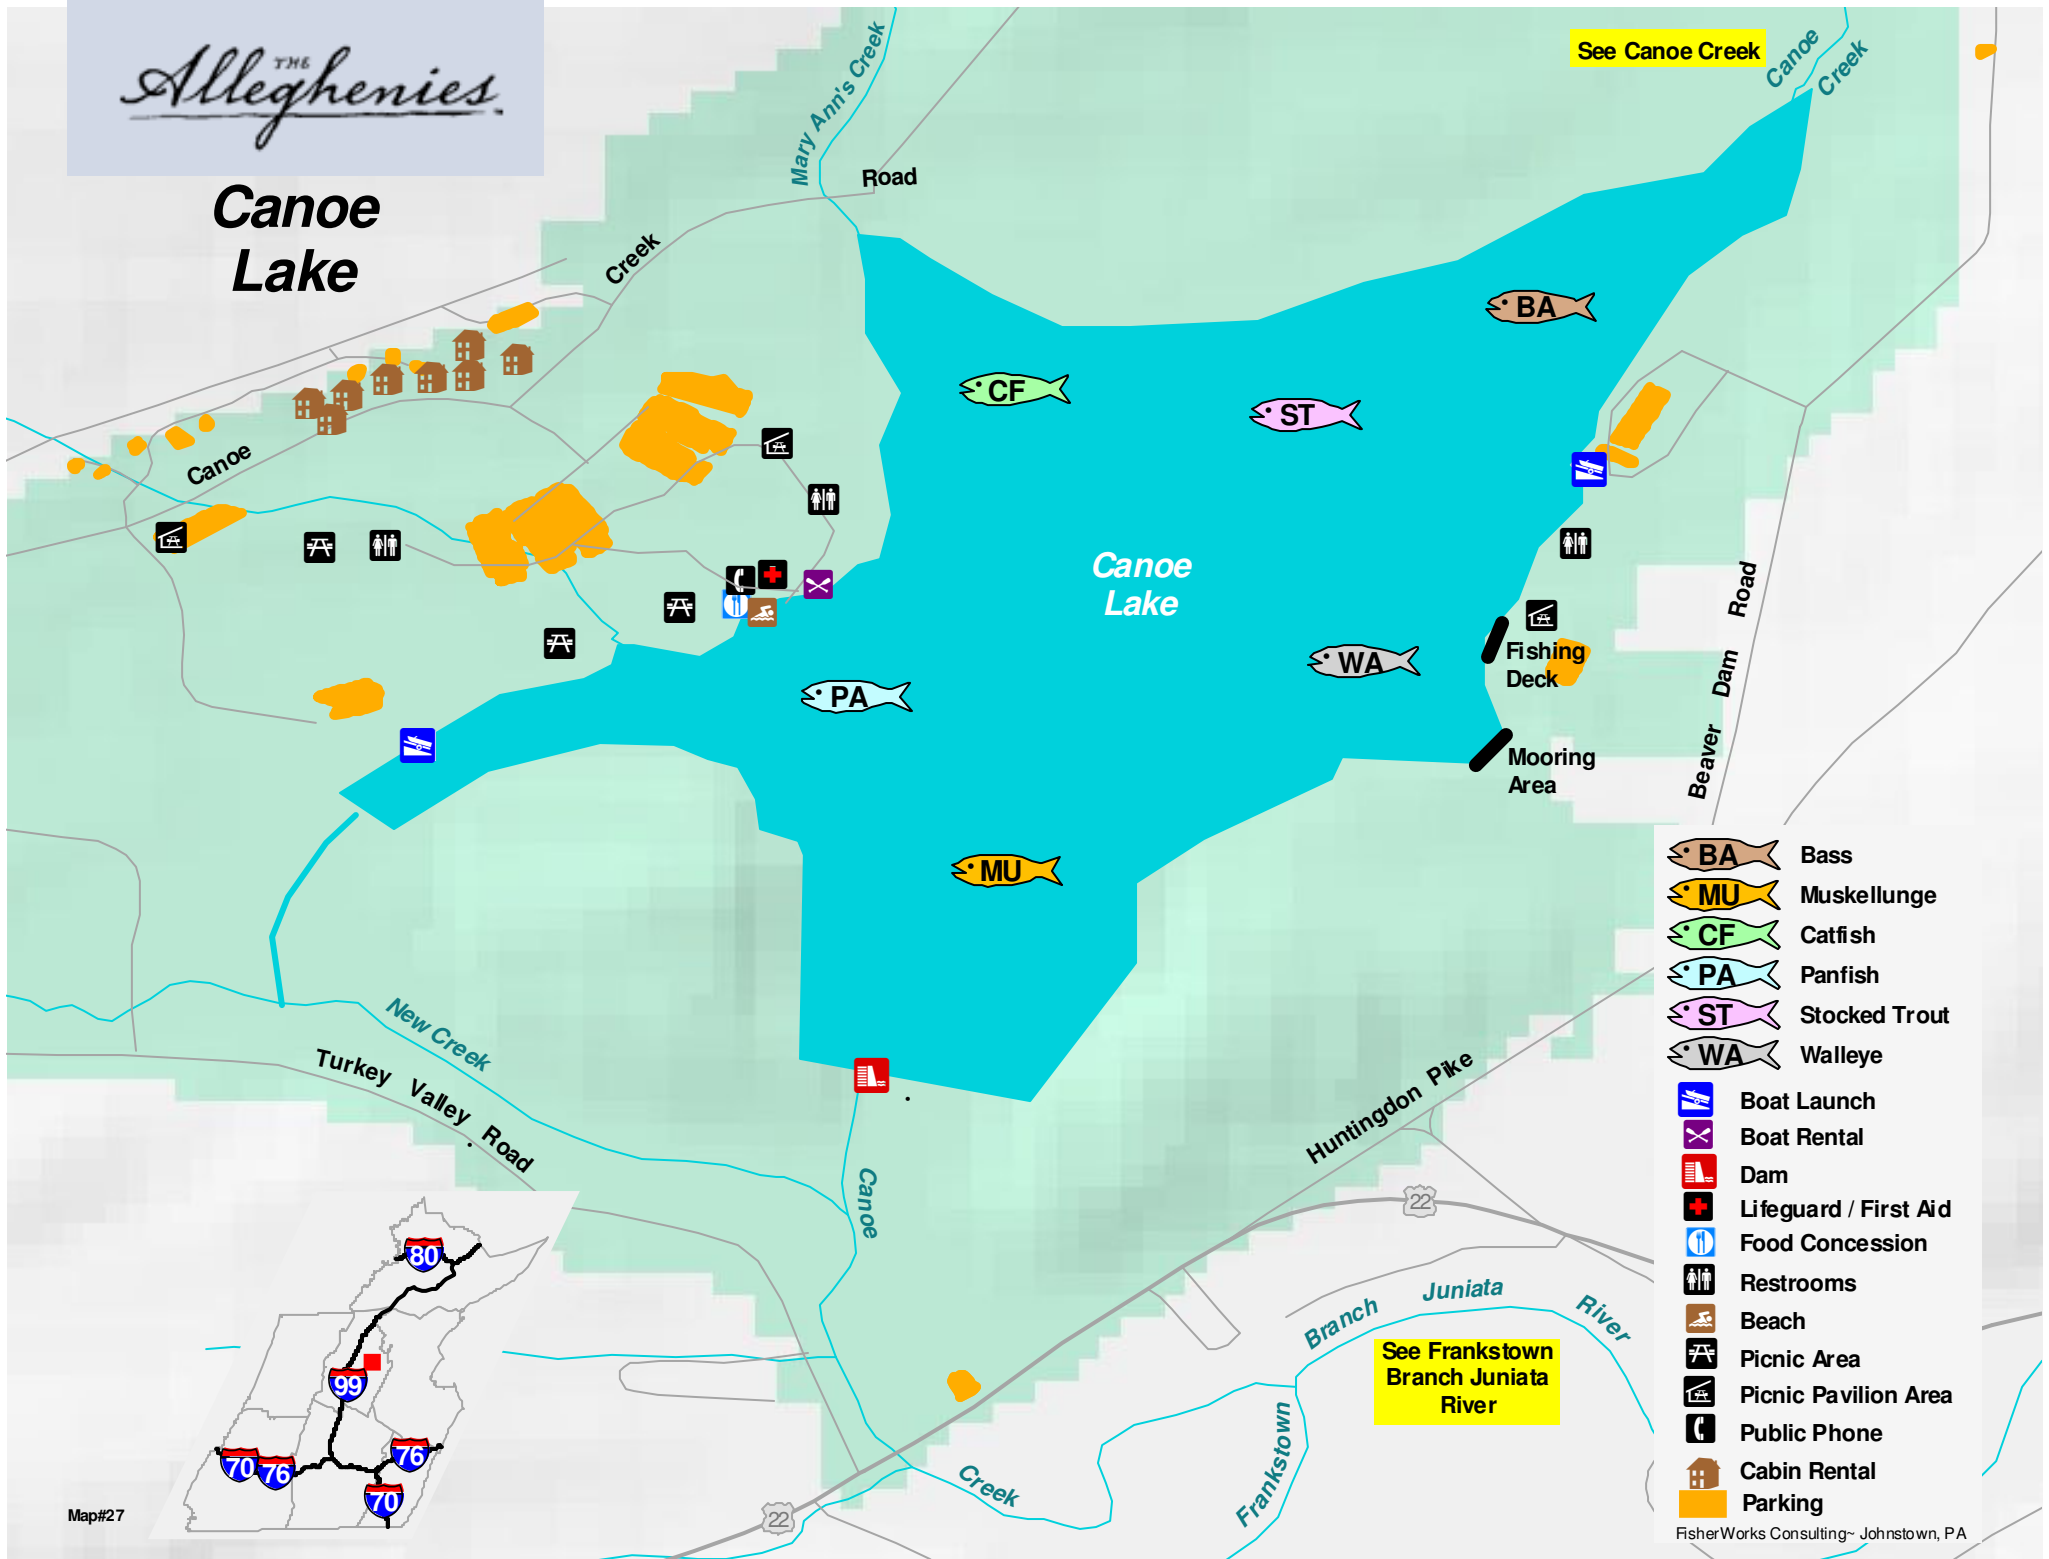 THE
Alleghenies
Canoe
Lake
See Canoe Creek
Canoe
Creek
Mary Ann's Creek
Road
Creek
Canoe
BA
CF
ST
Canoe
Lake
WA
PA
MU
Fishing
Deck
Mooring
Area
Beaver Dam Road
New Creek
Turkey Valley Road
Canoe
Huntingdon Pike
22
Branch Juniata River
See Frankstown
Branch Juniata
River
Frankstown
Creek
22
80
99
70
76
76
70
Map#27
BA Bass
MU Muskellunge
CF Catfish
PA Panfish
ST Stocked Trout
WA Walleye
Boat Launch
Boat Rental
Dam
Lifeguard / First Aid
Food Concession
Restrooms
Beach
Picnic Area
Picnic Pavilion Area
Public Phone
Cabin Rental
Parking
FisherWorks Consulting~ Johnstown, PA